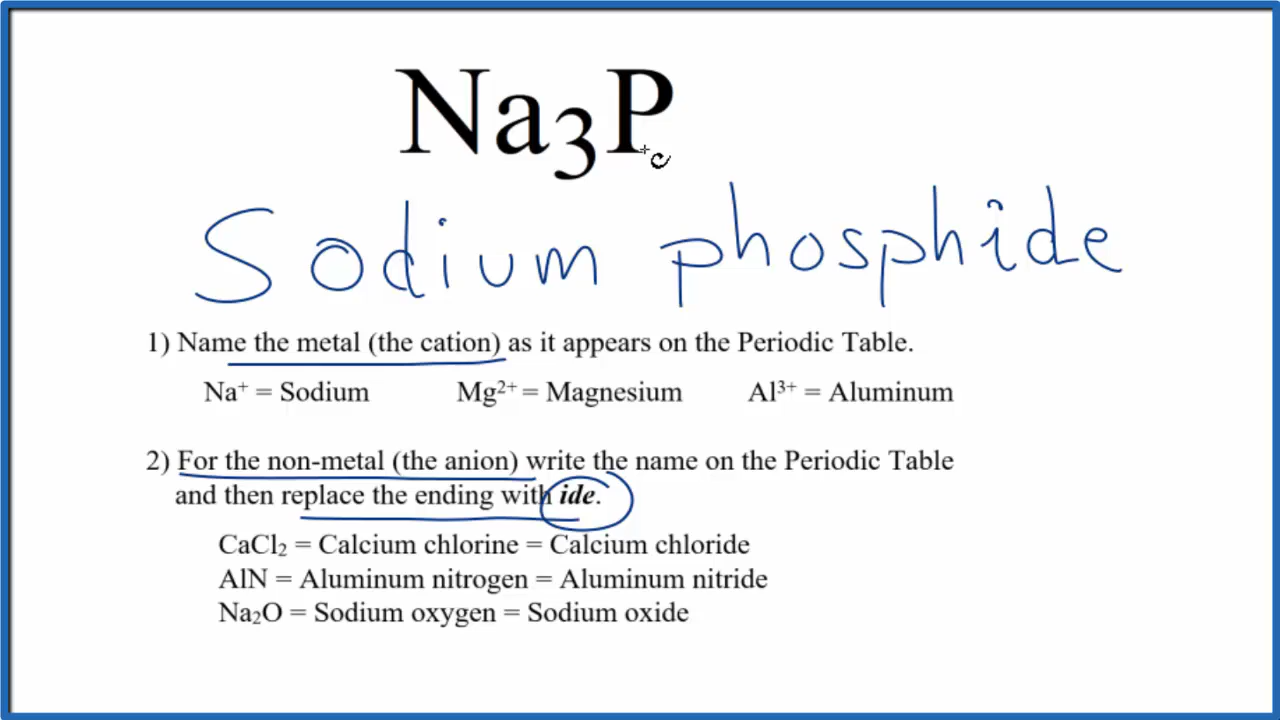 Na₃P
Sodium phosphide
1) Name the metal (the cation) as it appears on the Periodic Table.
Na⁺ = Sodium Mg²⁺ = Magnesium Al³⁺ = Aluminum
2) For the non-metal (the anion) write the name on the Periodic Table
and then replace the ending with ide.
CaCl₂ = Calcium chlorine = Calcium chloride
AlN = Aluminum nitrogen = Aluminum nitride
Na₂O = Sodium oxygen = Sodium oxide